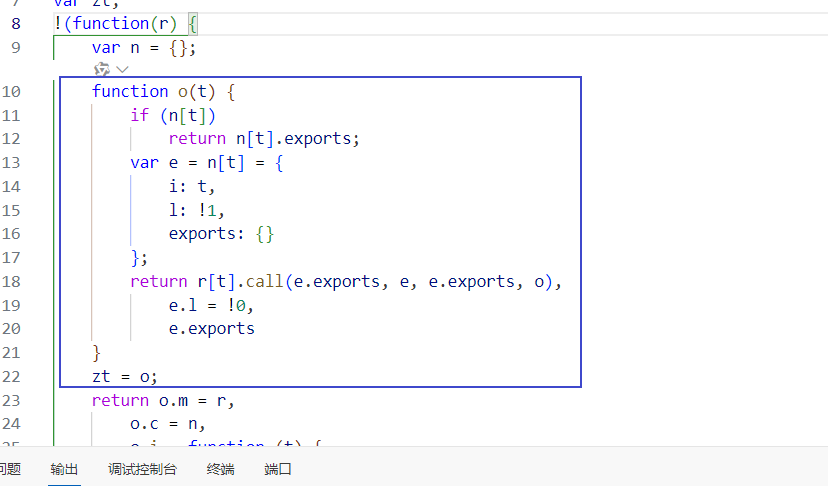 7 var zt;
8 !(function(r) {
9 var n = {};
10 function o(t) {
11 if (n[t])
12 return n[t].exports;
13 var e = n[t] = {
14 i: t,
15 l: !1,
16 exports: {}
17 };
18 return r[t].call(e.exports, e, e.exports, o),
19 e.l = !0,
20 e.exports
21 }
22 zt = o;
23 return o.m = r,
24 o.c = n,
25 function (t) {
问题 输出 调试控制台 终端 端口